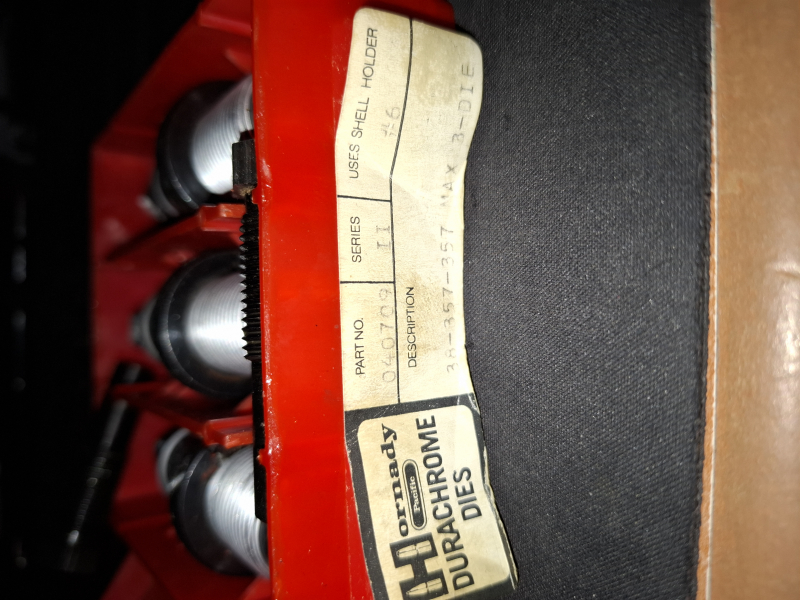 Hornady
Pacific
DURACHROME
DIES
PART NO. SERIES USES SHELL HOLDER
040709 II #6
DESCRIPTION
38-357-357 MAX 3-DIE